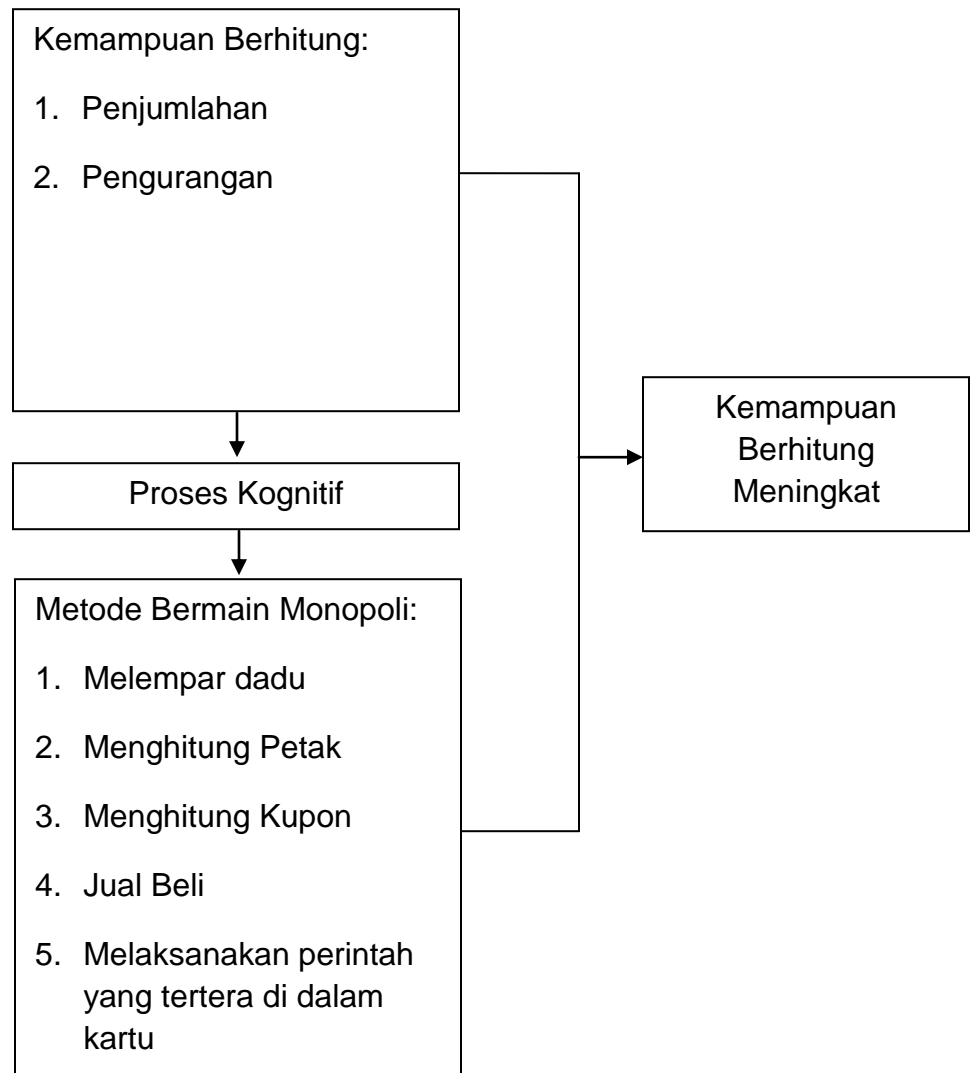 Kemampuan Berhitung:
1. Penjumlahan
2. Pengurangan
Proses Kognitif
Metode Bermain Monopoli:
1. Melempar dadu
2. Menghitung Petak
3. Menghitung Kupon
4. Jual Beli
5. Melaksanakan perintah
yang tertera di dalam
kartu
Kemampuan
Berhitung
Meningkat